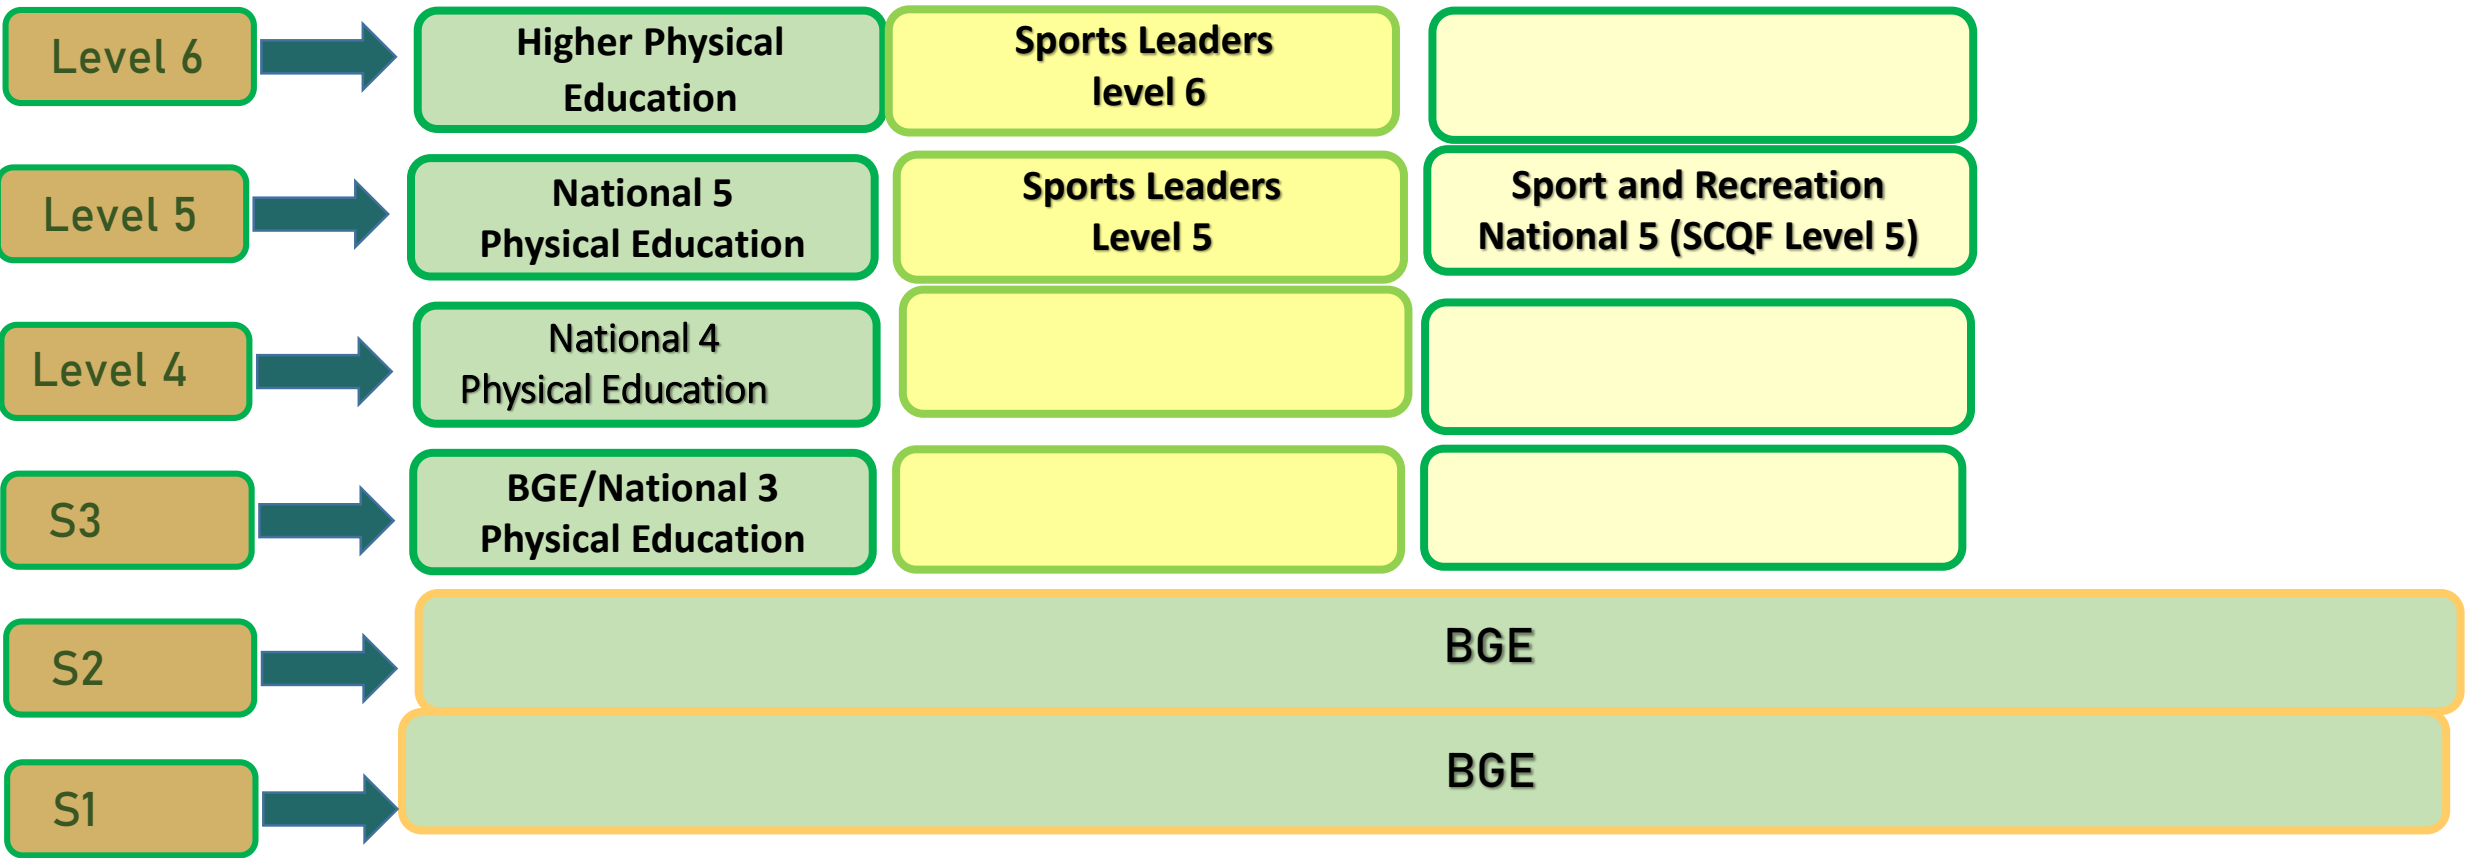 Level 6
Higher Physical
Education
Sports Leaders
level 6
Level 5
National 5
Physical Education
Sports Leaders
Level 5
Sport and Recreation
National 5 (SCQF Level 5)
Level 4
National 4
Physical Education
S3
BGE/National 3
Physical Education
S2
BGE
S1
BGE